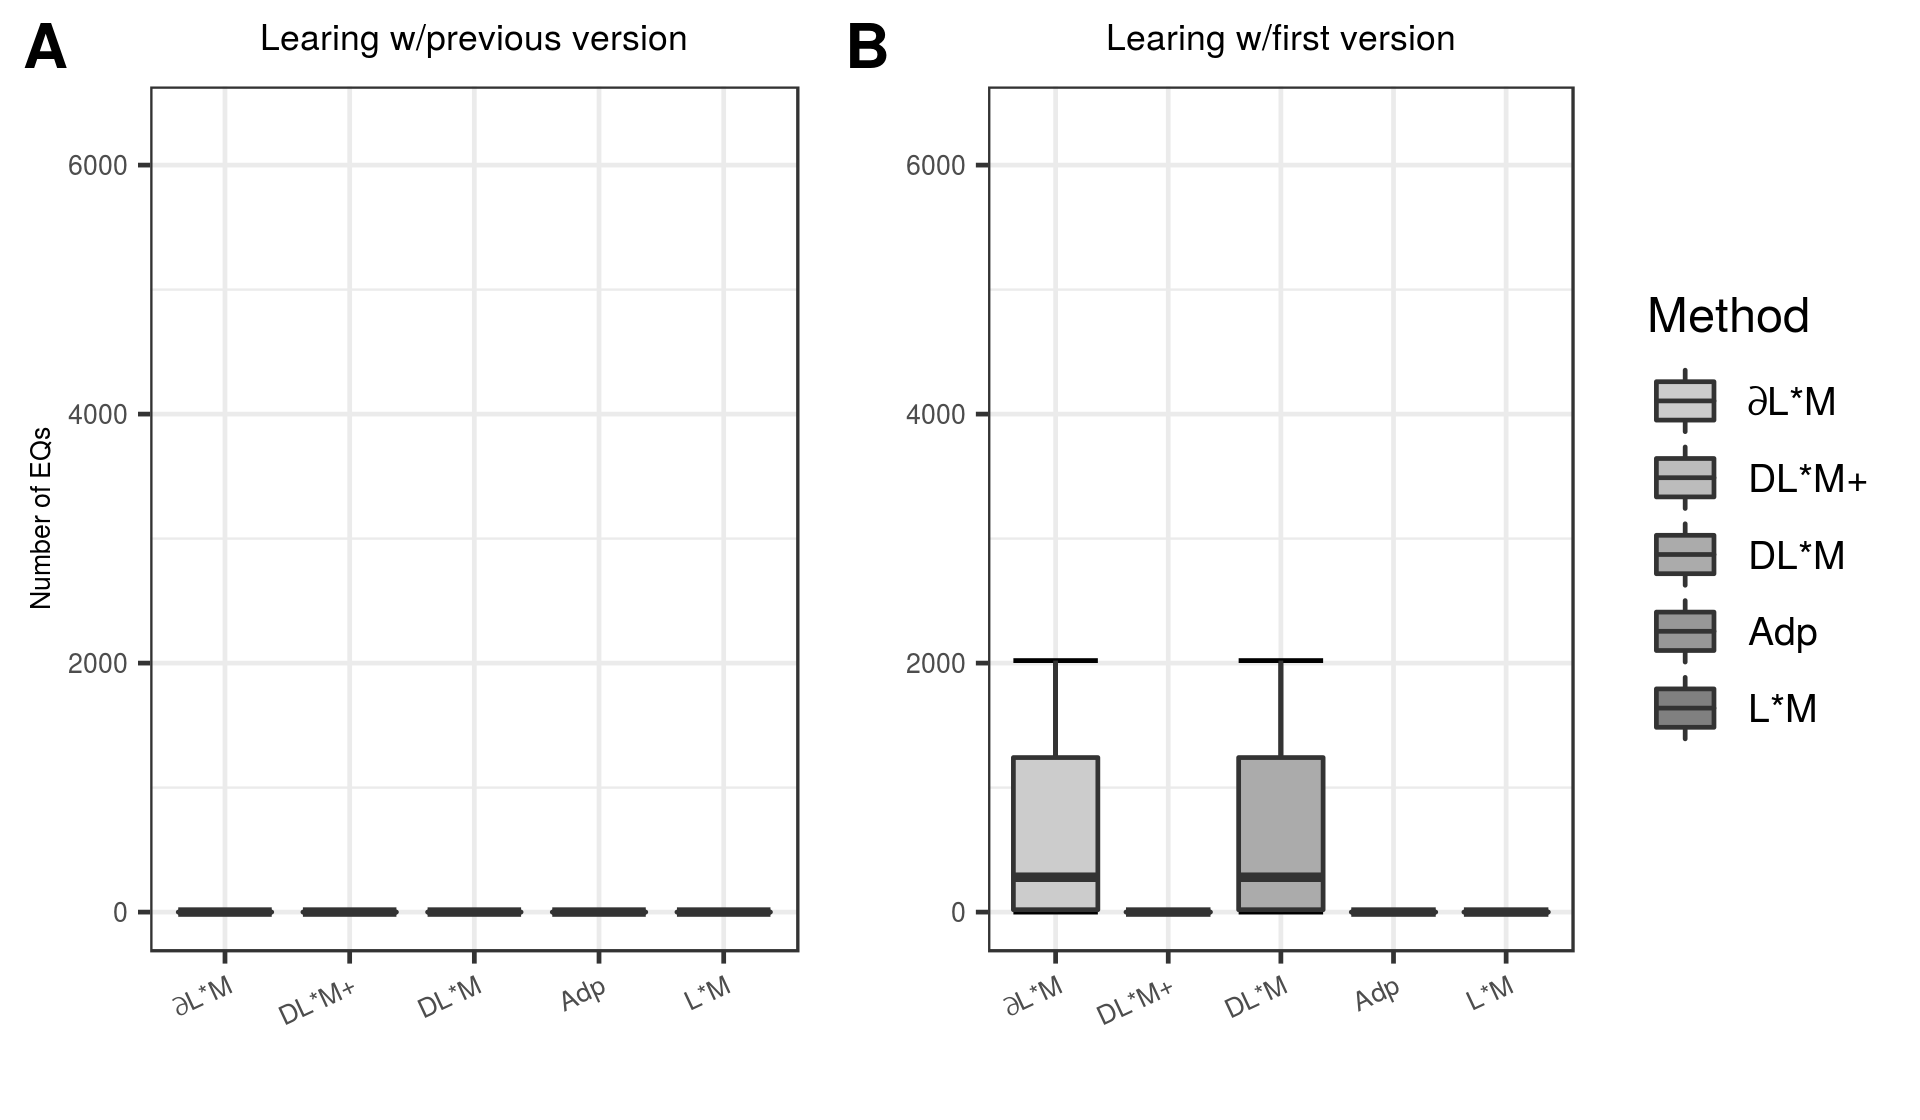 A
Learing w/previous version
B
Learing w/first version
Number of EQs
6000
4000
2000
0
∂L*M
DL*M+
DL*M
Adp
L*M
6000
4000
2000
0
∂L*M
DL*M+
DL*M
Adp
L*M
Method
∂L*M
DL*M+
DL*M
Adp
L*M